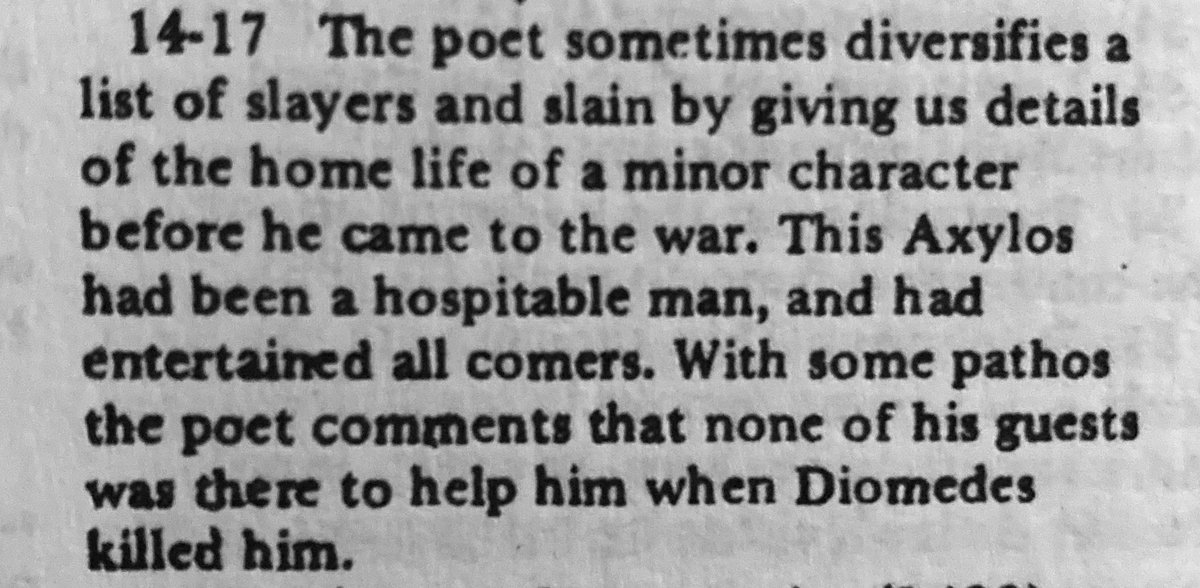 14-17 The poet sometimes diversifies a
list of slayers and slain by giving us details
of the home life of a minor character
before he came to the war. This Axylos
had been a hospitable man, and had
entertained all comers. With some pathos
the poet comments that none of his guests
was there to help him when Diomedes
killed him.